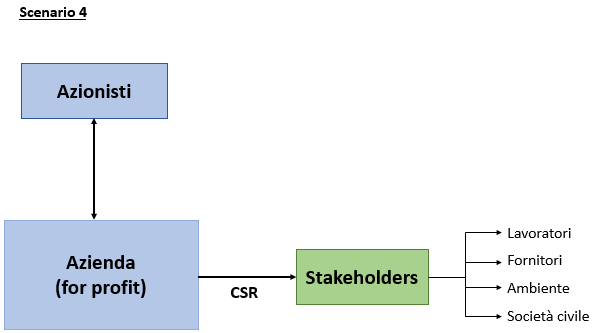 Scenario 4
Azionisti
Azienda
(for profit)
CSR
Stakeholders
Lavoratori
Fornitori
Ambiente
Società civile